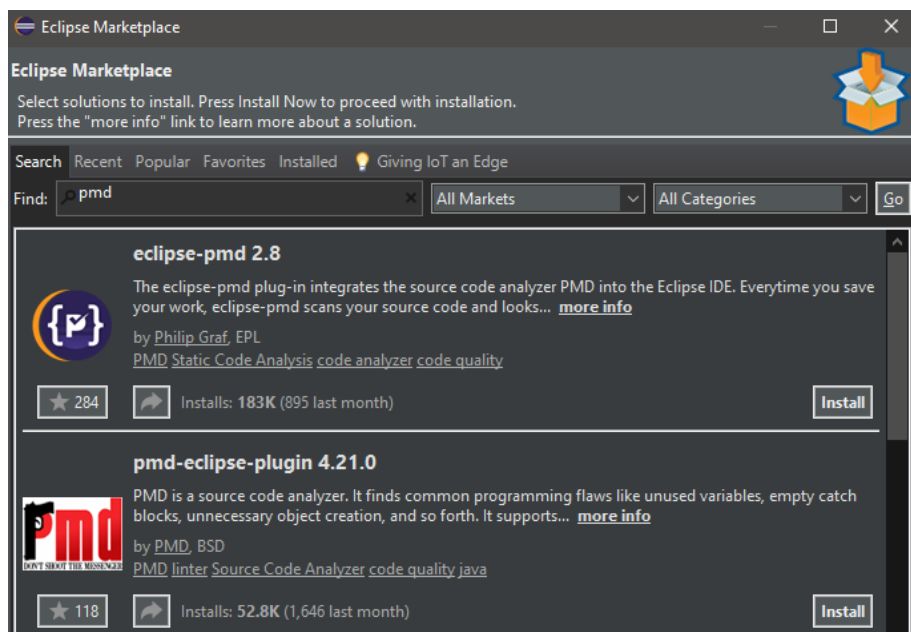 Eclipse Marketplace
Eclipse Marketplace
Select solutions to install. Press Install Now to proceed with installation.
Press the "more info" link to learn more about a solution.
Search Recent Popular Favorites Installed Giving IoT an Edge
Find: pmd All Markets All Categories Go
eclipse-pmd 2.8
The eclipse-pmd plug-in integrates the source code analyzer PMD into the Eclipse IDE. Everytime you save
your work, eclipse-pmd scans your source code and looks... more info
by Philip Graf, EPL
PMD Static Code Analysis code analyzer code quality
284 Installs: 183K (895 last month) Install
pmd-eclipse-plugin 4.21.0
PMD is a source code analyzer. It finds common programming flaws like unused variables, empty catch
blocks, unnecessary object creation, and so forth. It supports... more info
Pmd
DON'T SHOOT THE MESSENGER
by PMD, BSD
PMD linter Source Code Analyzer code quality java
118 Installs: 52.8K (1,646 last month) Install